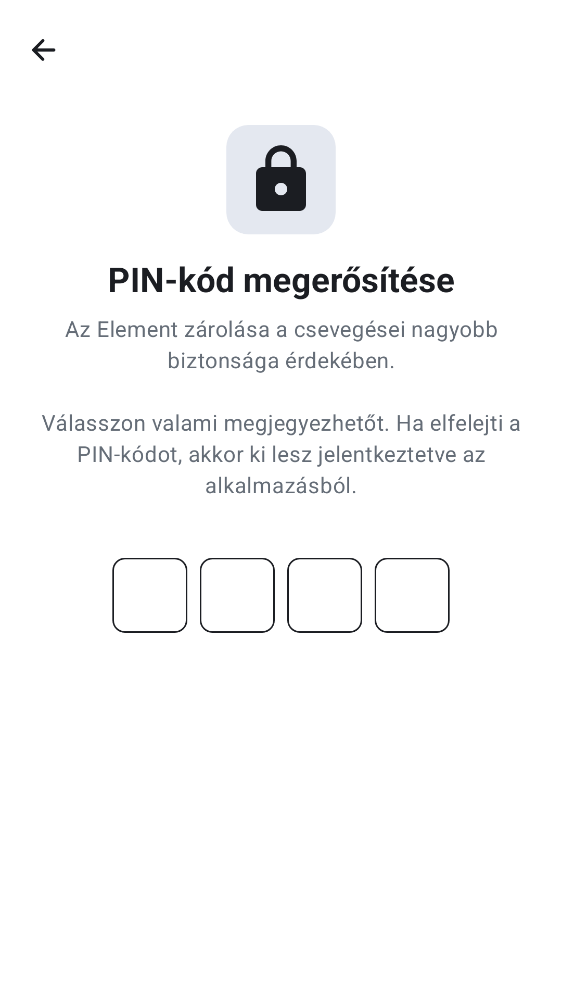 PIN-kód megerősítése
Az Element zárolása a csevegései nagyobb
biztonsága érdekében.
Válasszon valami megjegyezhetőt. Ha elfelejti a
PIN-kódot, akkor ki lesz jelentkeztetve az
alkalmazásból.